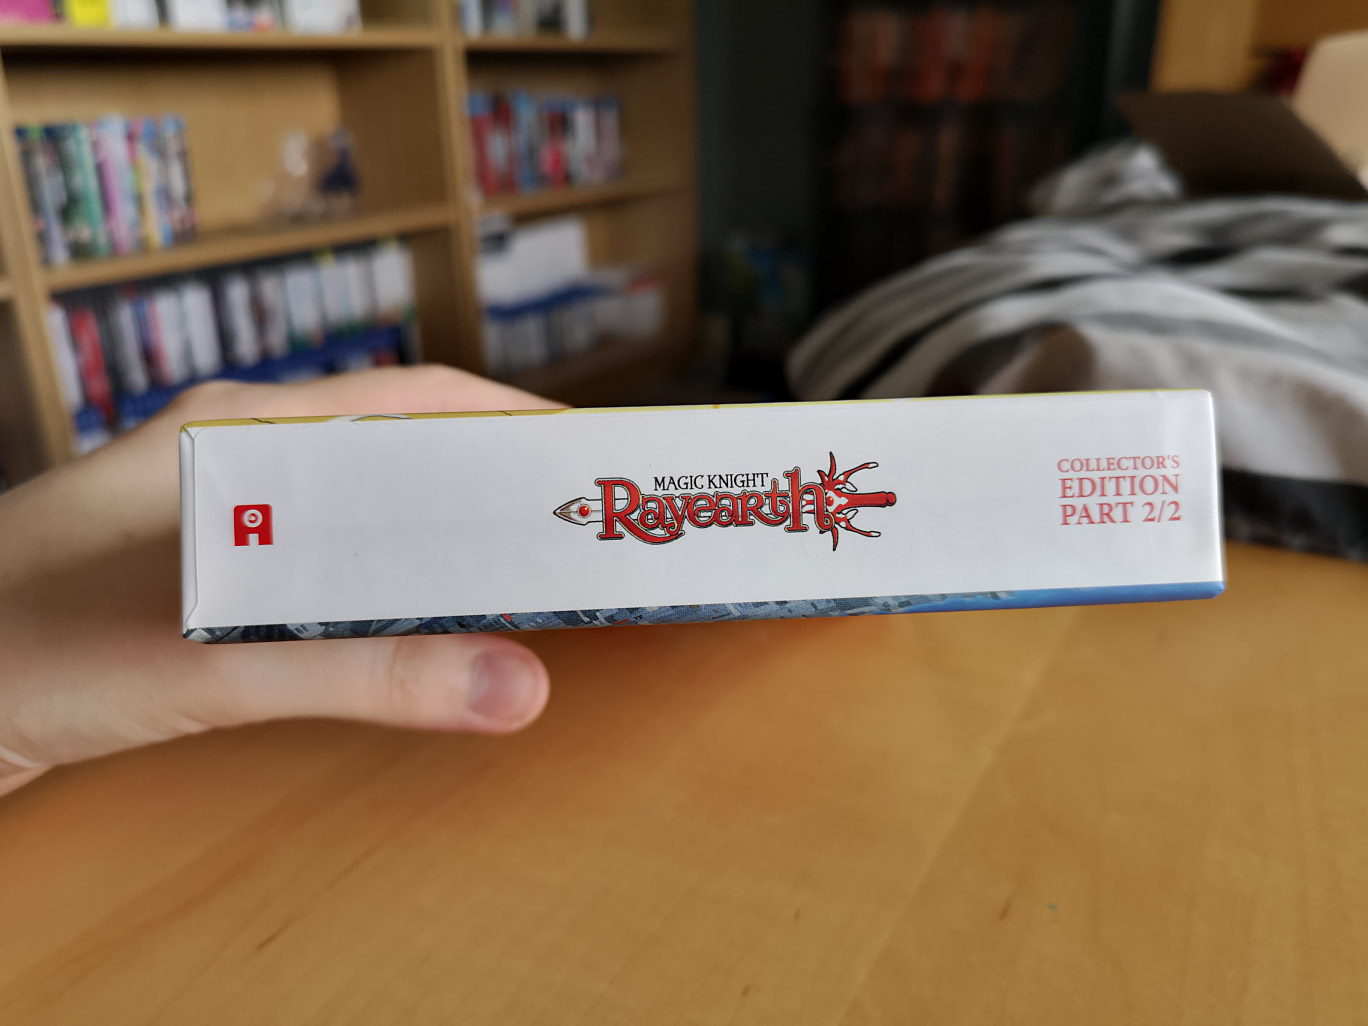 MAGIC KNIGHT
Rayearth
COLLECTOR'S
EDITION
PART 2/2